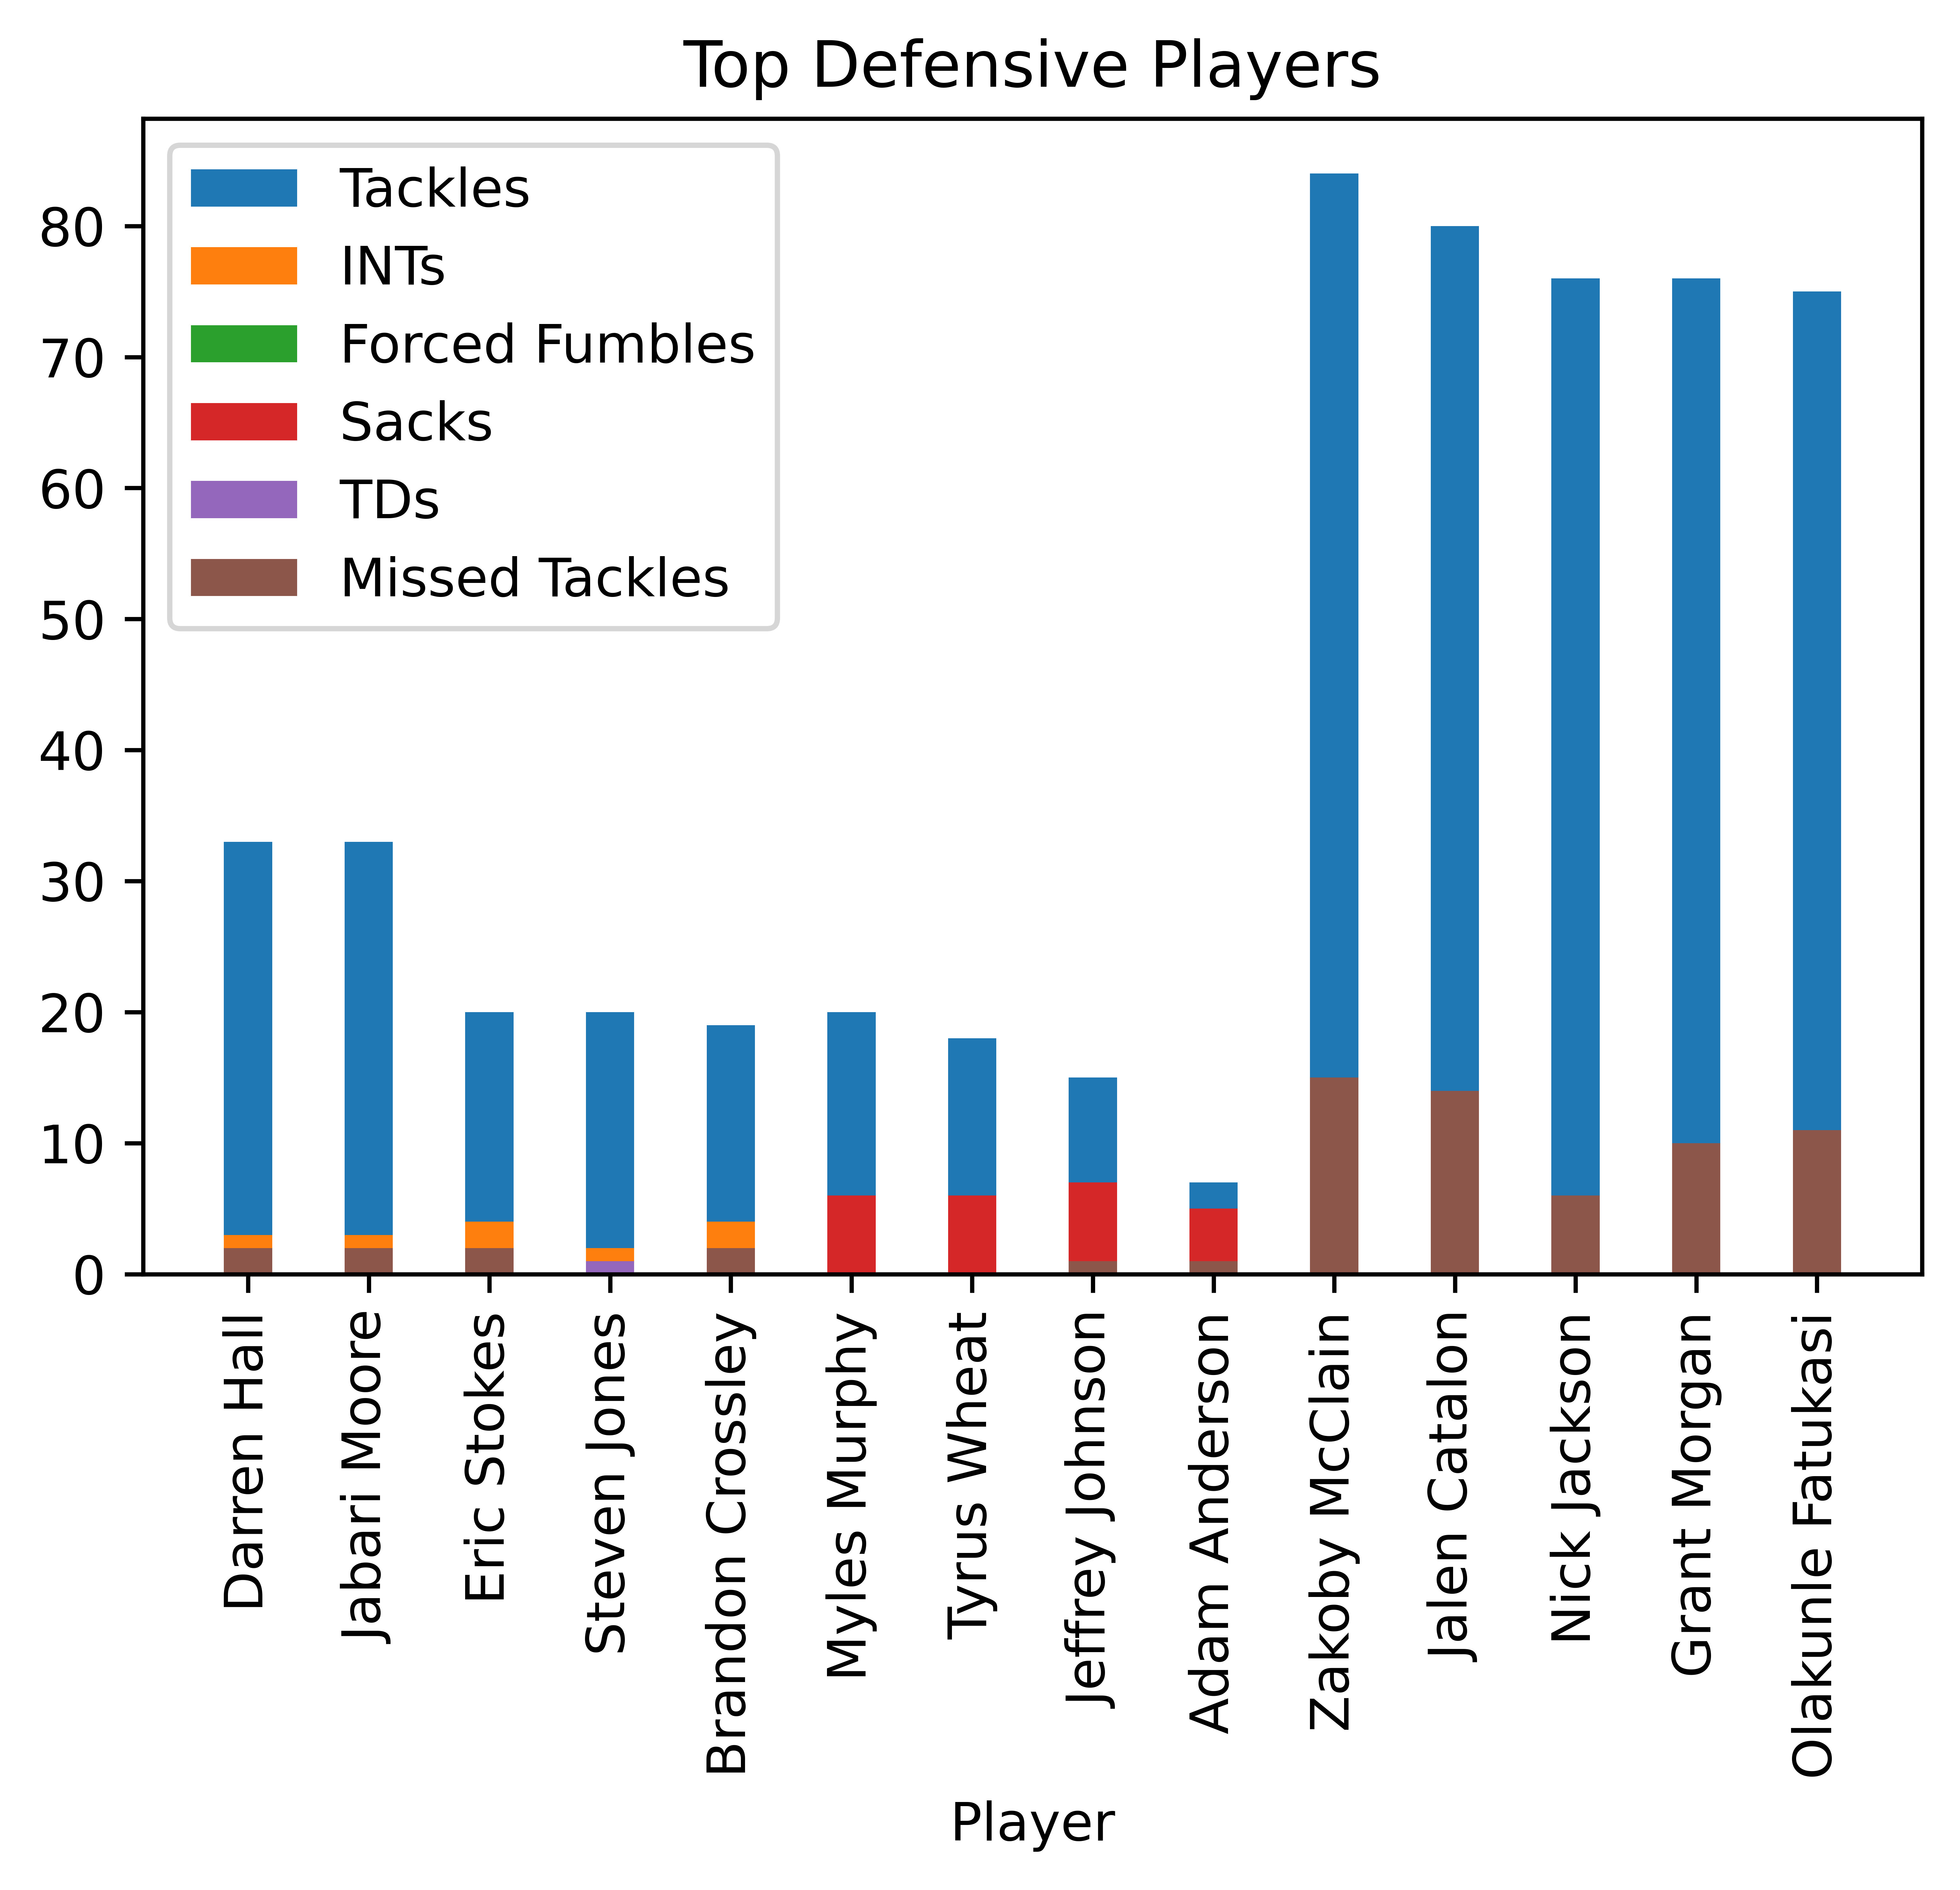 Top Defensive Players
Tackles
INTs
Forced Fumbles
Sacks
TDs
Missed Tackles
80
70
60
50
40
30
20
10
0
Darren Hall
Jabari Moore
Eric Stokes
Steven Jones
Brandon Crossley
Myles Murphy
Tyrus Wheat
Jeffrey Johnson
Adam Anderson
Zakoby McClain
Jalen Catalon
Nick Jackson
Grant Morgan
Olakunle Fatukasi
Player